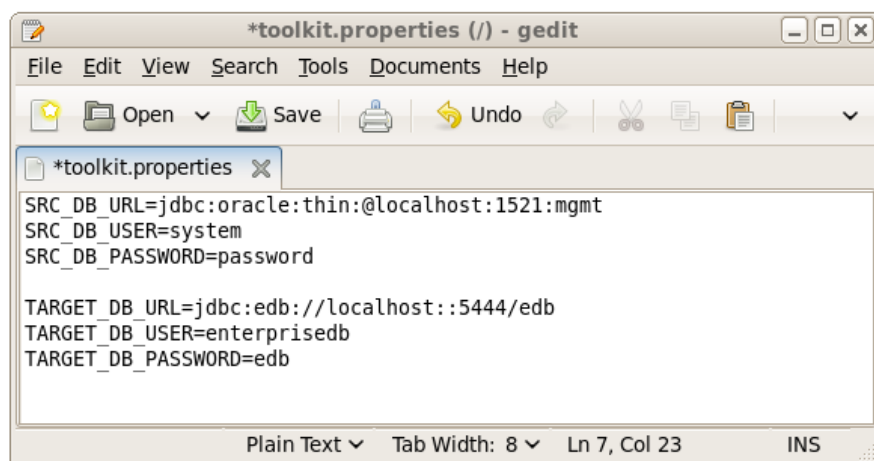 *toolkit.properties (/) - gedit
File Edit View Search Tools Documents Help
Open Save Undo
*toolkit.properties
SRC_DB_URL=jdbc:oracle:thin:@localhost:1521:mgmt
SRC_DB_USER=system
SRC_DB_PASSWORD=password
TARGET_DB_URL=jdbc:edb://localhost::5444/edb
TARGET_DB_USER=enterprisedb
TARGET_DB_PASSWORD=edb
Plain Text Tab Width: 8 Ln 7, Col 23 INS